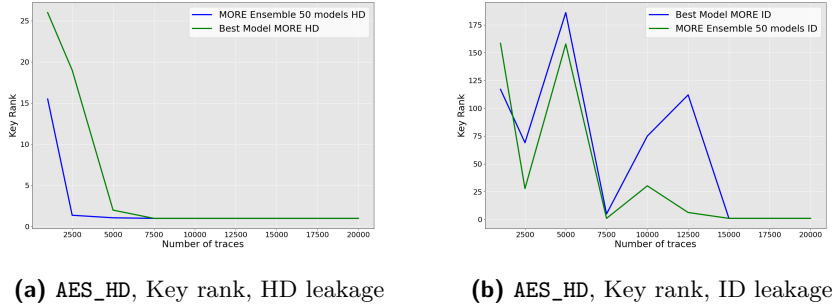 MORE Ensemble 50 models HD
Best Model MORE HD
Key Rank
25
20
15
10
5
0
2500 5000 7500 10000 12500 15000 17500 20000
Number of traces
(a) AES_HD, Key rank, HD leakage
Best Model MORE ID
MORE Ensemble 50 models ID
Key Rank
175
150
125
100
75
50
25
0
2500 5000 7500 10000 12500 15000 17500 20000
Number of traces
(b) AES_HD, Key rank, ID leakage